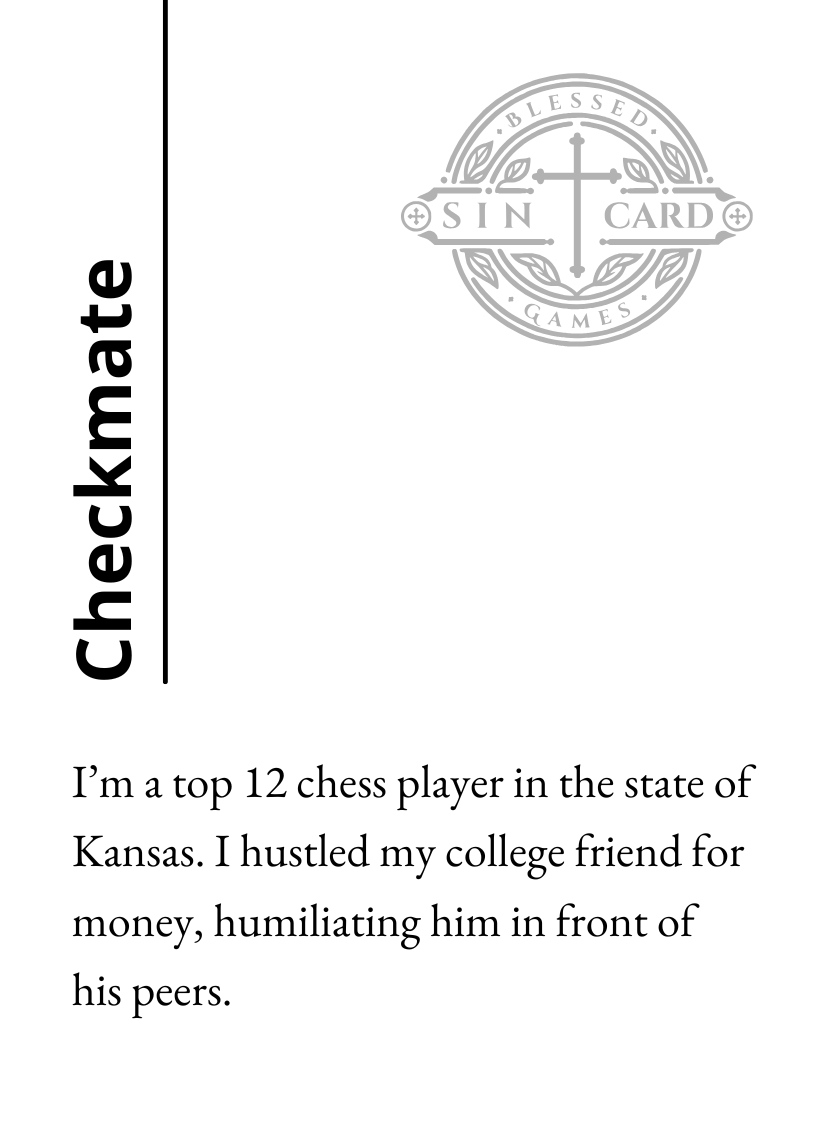 BLESSED
SIN CARD
GAMES
Checkmate
I’m a top 12 chess player in the state of
Kansas. I hustled my college friend for
money, humiliating him in front of
his peers.